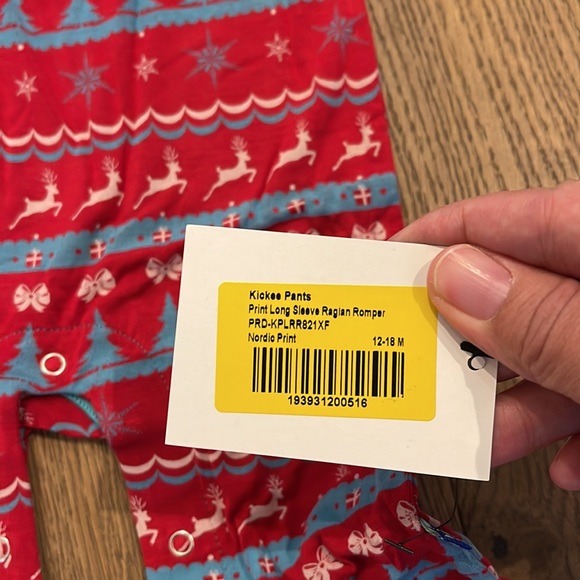 Kickee Pants
Print Long Sleeve Raglan Romper
PRD-KPLRR821XF
Nordic Print 12-18 M
193931200516